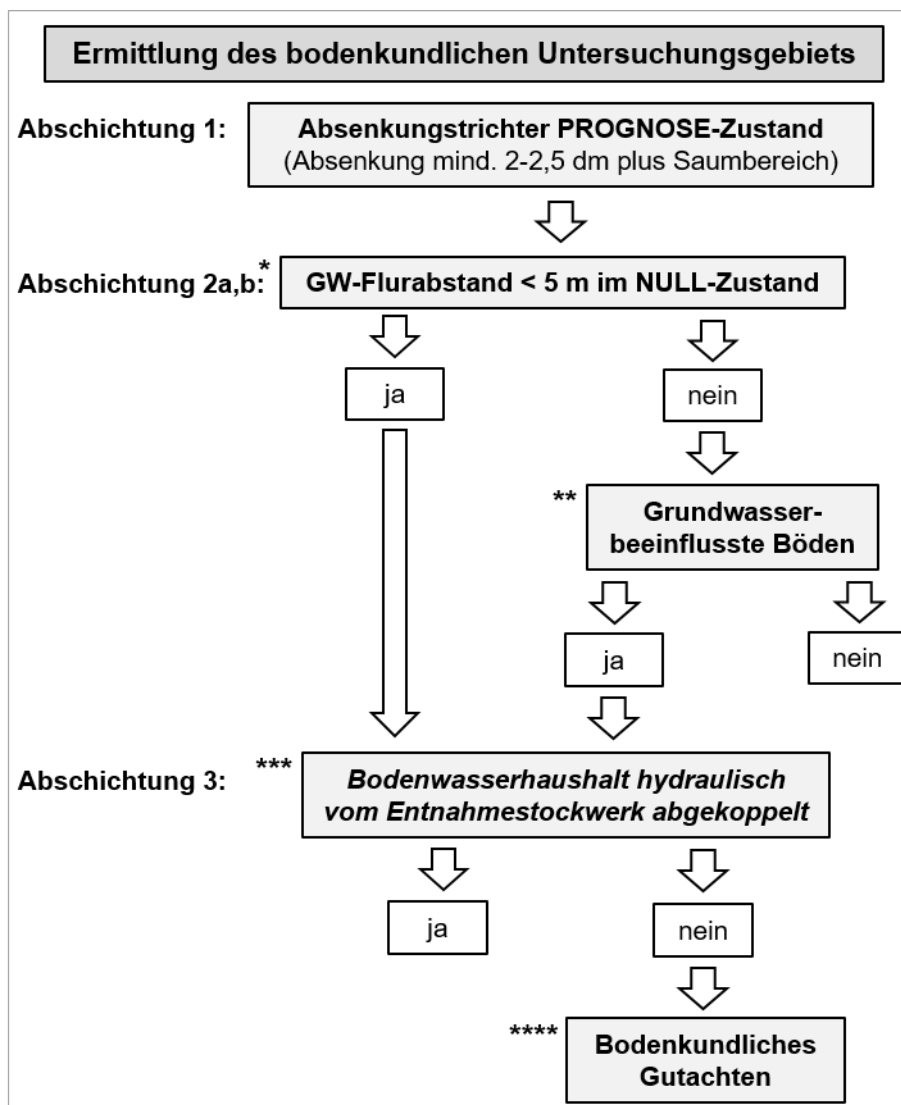 Ermittlung des bodenkundlichen Untersuchungsgebiets
Abschichtung 1:
Absenkungstrichter PROGNOSE-Zustand
(Absenkung mind. 2-2,5 dm plus Saumbereich)
Abschichtung 2a,b:*
GW-Flurabstand < 5 m im NULL-Zustand
ja
nein
**
Grundwasser-
beeinflusste Böden
ja
nein
Abschichtung 3:
***
Bodenwasserhaushalt hydraulisch
vom Entnahmestockwerk abgekoppelt
ja
nein
****
Bodenkundliches
Gutachten